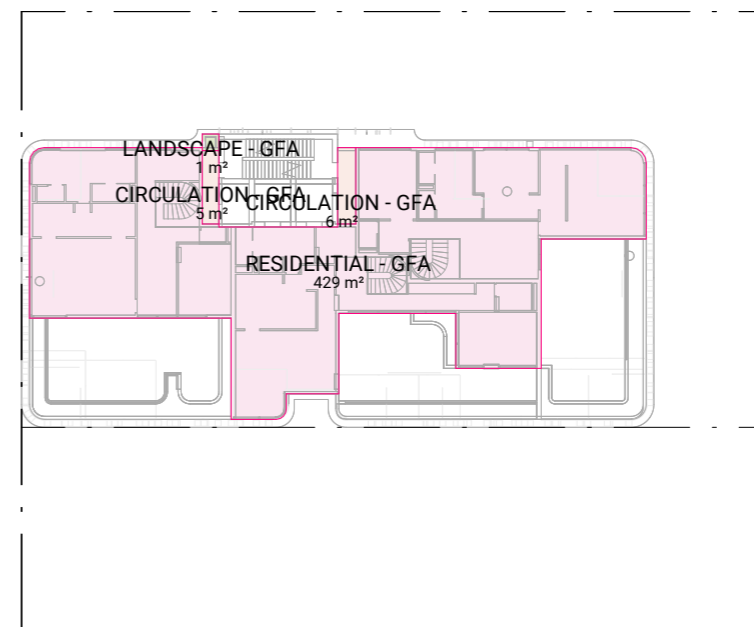 LANDSCAPE - GFA
1 m²
CIRCULATION - GFA
5 m²
CIRCULATION - GFA
6 m²
RESIDENTIAL - GFA
429 m²